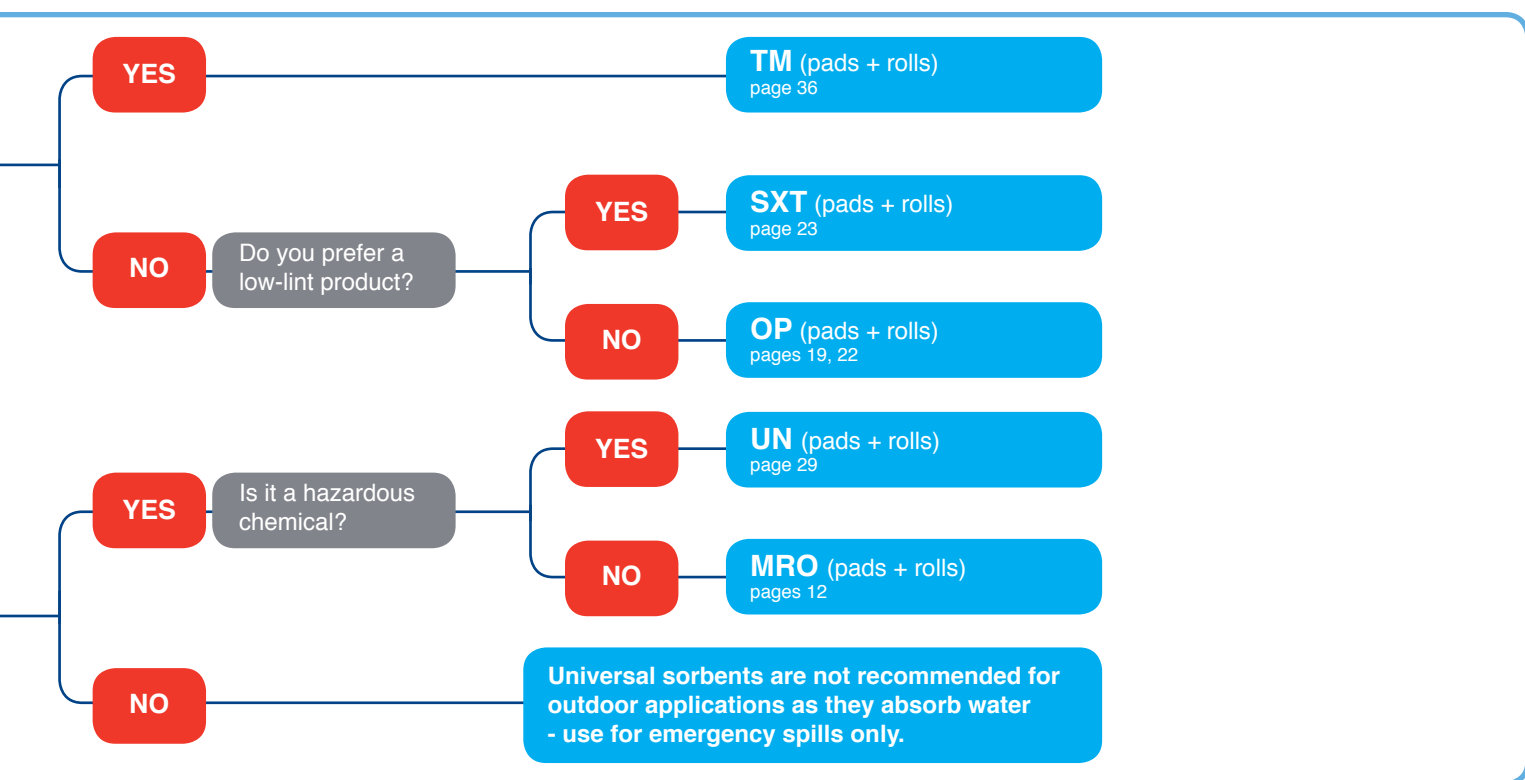 YES
TM (pads + rolls)
page 36
NO
Do you prefer a
low-lint product?
YES
SXT (pads + rolls)
page 23
NO
OP (pads + rolls)
pages 19, 22
YES
Is it a hazardous
chemical?
YES
UN (pads + rolls)
page 29
NO
MRO (pads + rolls)
pages 12
NO
Universal sorbents are not recommended for
outdoor applications as they absorb water
- use for emergency spills only.